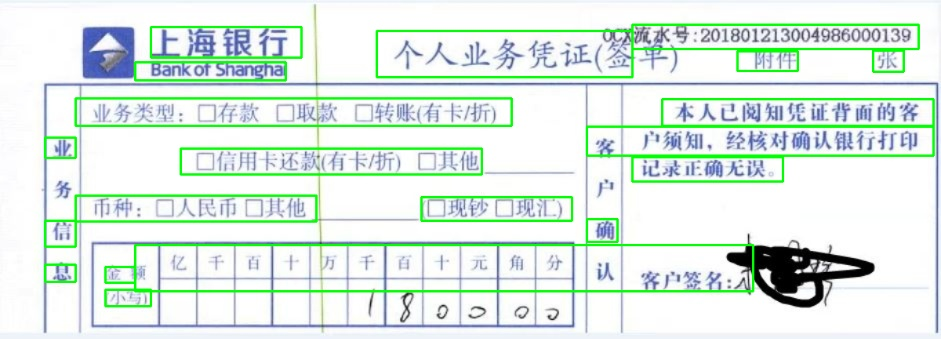 上海银行
Bank of Shanghai
OCX流水号:201801213004986000139
个人业务凭证(签单)
附件 张
业务信息
业务类型：□存款 □取款 □转账(有卡/折)
□信用卡还款(有卡/折) □其他
币种：□人民币 □其他 (□现钞 □现汇)
金额(小写)
亿 千 百 十 万 千 百 十 元 角 分
1 8 0 0 0 0
客户确认
本人已阅知凭证背面的客
户须知，经核对确认银行打印
记录正确无误。
客户签名: